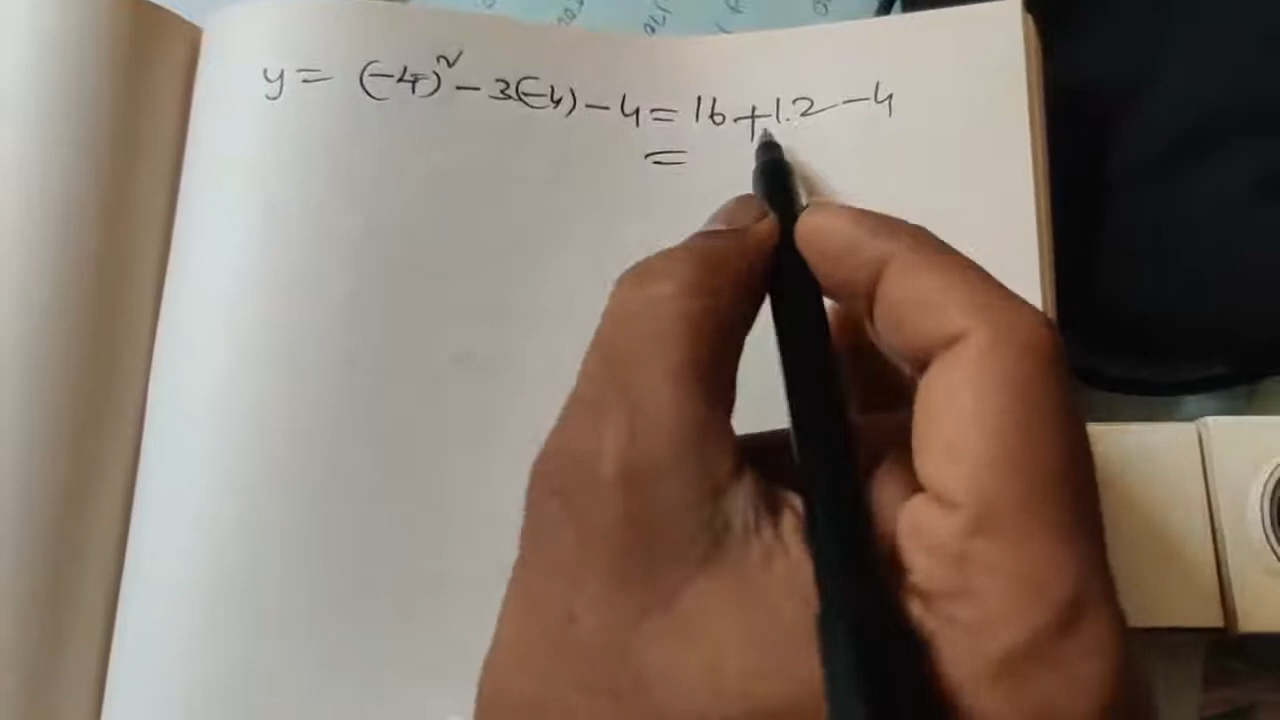 y = (-4)² - 3(-4) - 4 = 16 + 12 - 4
=